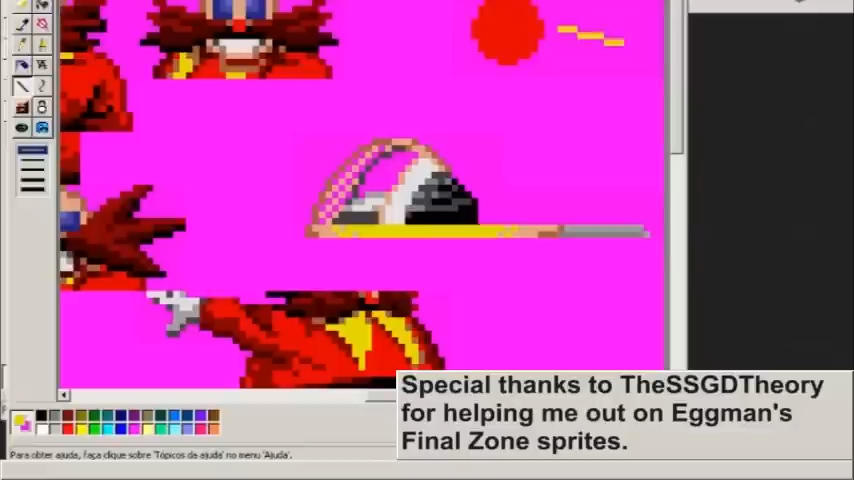 Special thanks to TheSSGDTheory
for helping me out on Eggman's
Final Zone sprites.
Para obter ajuda, faça clique sobre 'Tópicos da ajuda' no menu 'Ajuda'.